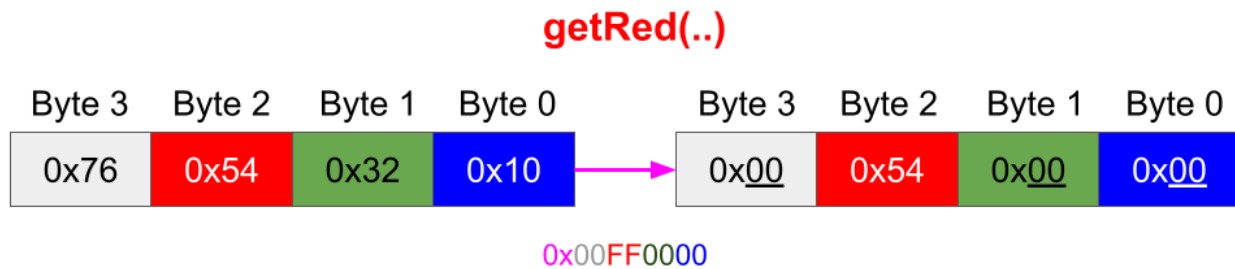 getRed(..)
Byte 3 Byte 2 Byte 1 Byte 0 Byte 3 Byte 2 Byte 1 Byte 0
0x76 0x54 0x32 0x10 0x00 0x54 0x00 0x00
0x00FF0000